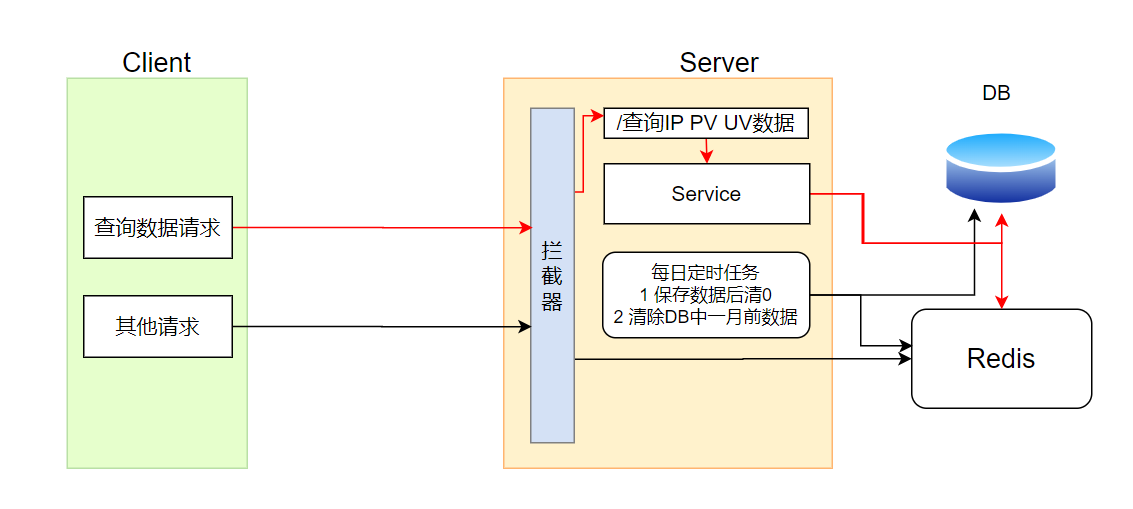 Client
Server
DB
/查询IP PV UV数据
Service
查询数据请求
拦
截
器
每日定时任务
1 保存数据后清0
2 清除DB中一月前数据
其他请求
Redis